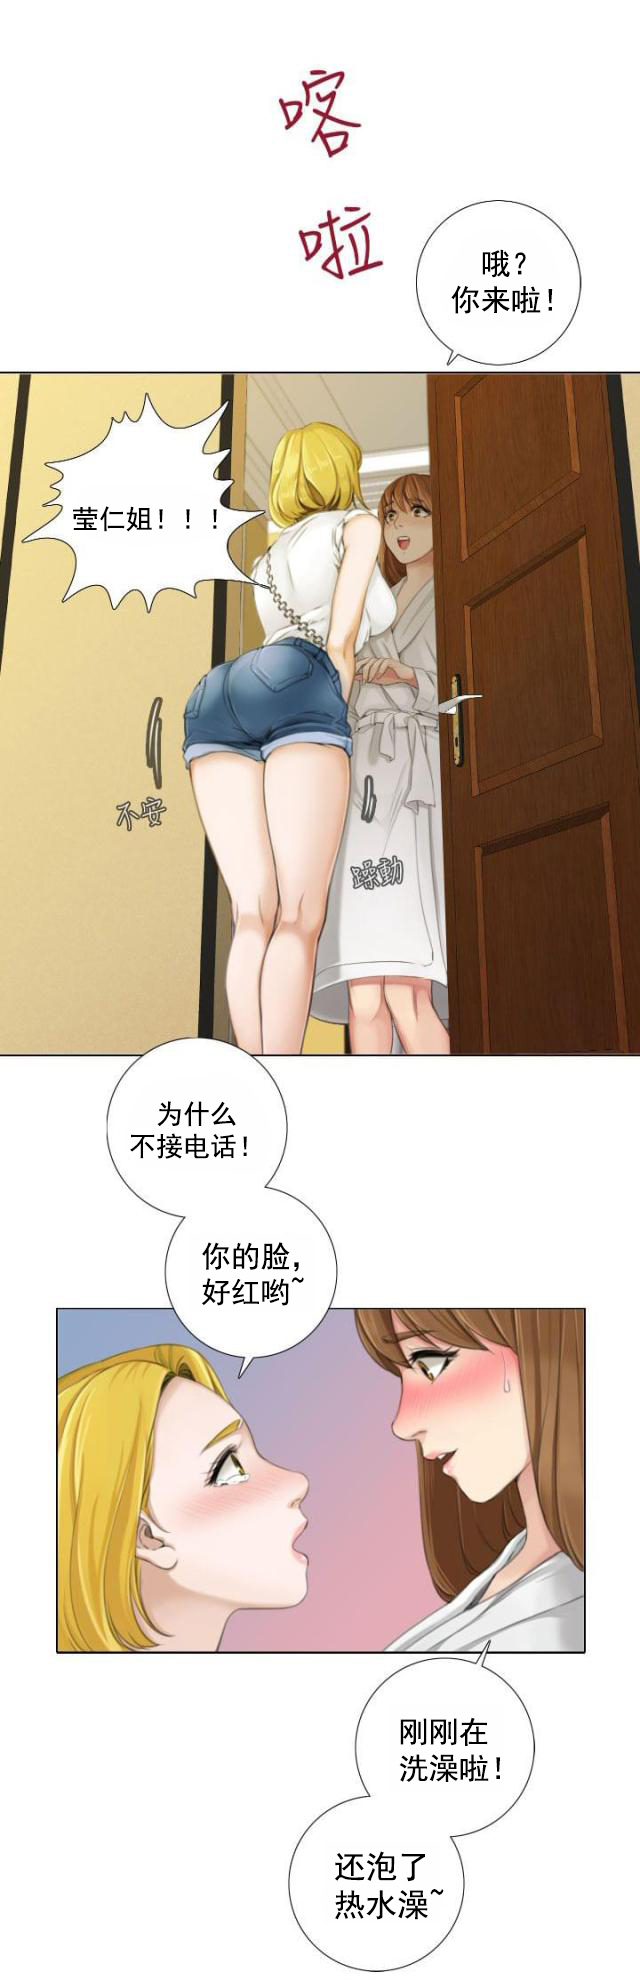 喀
啦
哦？
你来啦！
莹仁姐！！！
不安
躁動
为什么
不接电话！
你的脸，
好红哟~
刚刚在
洗澡啦！
还泡了
热水澡~